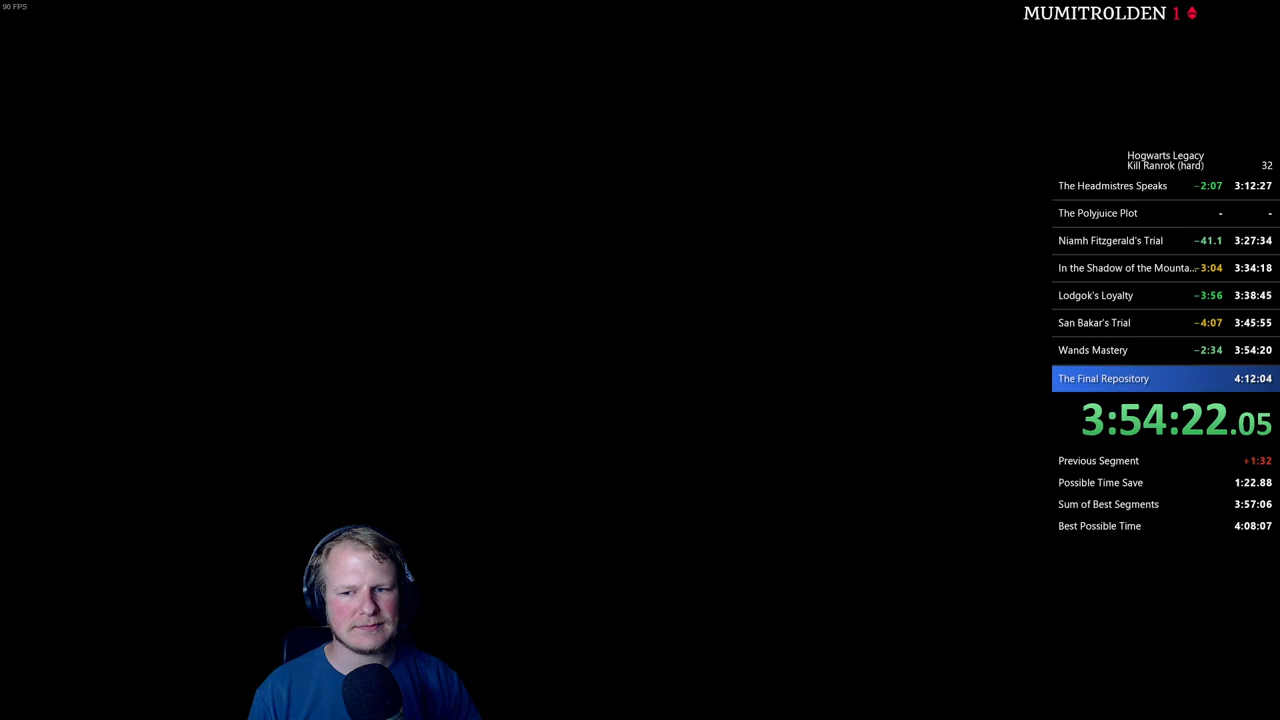 90 FPS
MUMITR0LDEN 1
Hogwarts Legacy
Kill Ranrok (hard) 32
The Headmistres Speaks -2:07 3:12:27
The Polyjuice Plot - -
Niamh Fitzgerald's Trial -41.1 3:27:34
In the Shadow of the Mounta... -3:04 3:34:18
Lodgok's Loyalty -3:56 3:38:45
San Bakar's Trial -4:07 3:45:55
Wands Mastery -2:34 3:54:20
The Final Repository 4:12:04
3:54:22.05
Previous Segment +1:32
Possible Time Save 1:22.88
Sum of Best Segments 3:57:06
Best Possible Time 4:08:07